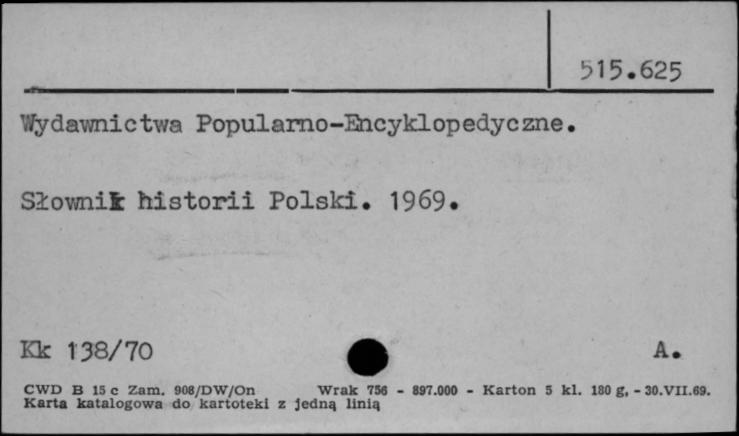 515.625
Wydawnictwa Popularno-Encyklopedyczne.
Słownik historii Polski. 1969.
Kk 138/70 A.
CWD B 15 c Zam. 908/DW/On Wrak 756 - 897.000 - Karton 5 kl. 180 g, - 30.VII.69.
Karta katalogowa do kartoteki z jedną linią